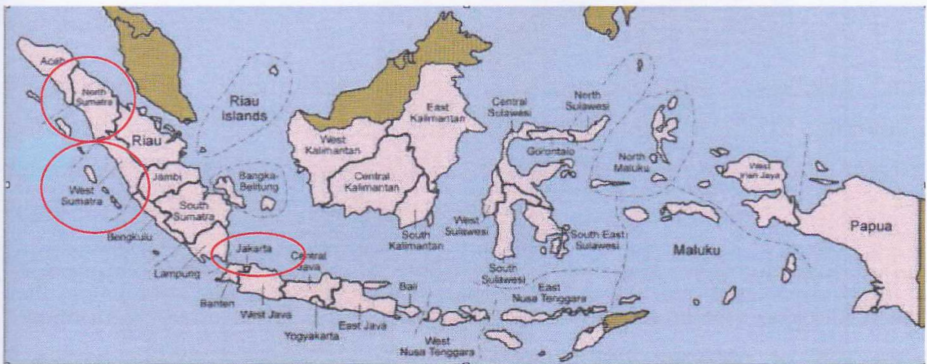 Aceh
North
Sumatra
Riau
Riau
islands
West
Sumatra
Jambi
South
Sumatra
Bangka-
Belitung
Bengkulu
Lampung
Jakarta
Banten
West Java
Central
Java
Yogyakarta
East Java
Bali
West
Nusa Tenggara
East
Nusa Tenggara
West
Kalimantan
Central
Kalimantan
East
Kalimantan
South
Kalimantan
Central
Sulawesi
North
Sulawesi
Gorontalo
West
Sulawesi
South
Sulawesi
South East
Sulawesi
North
Maluku
Maluku
West
Irian Jaya
Papua